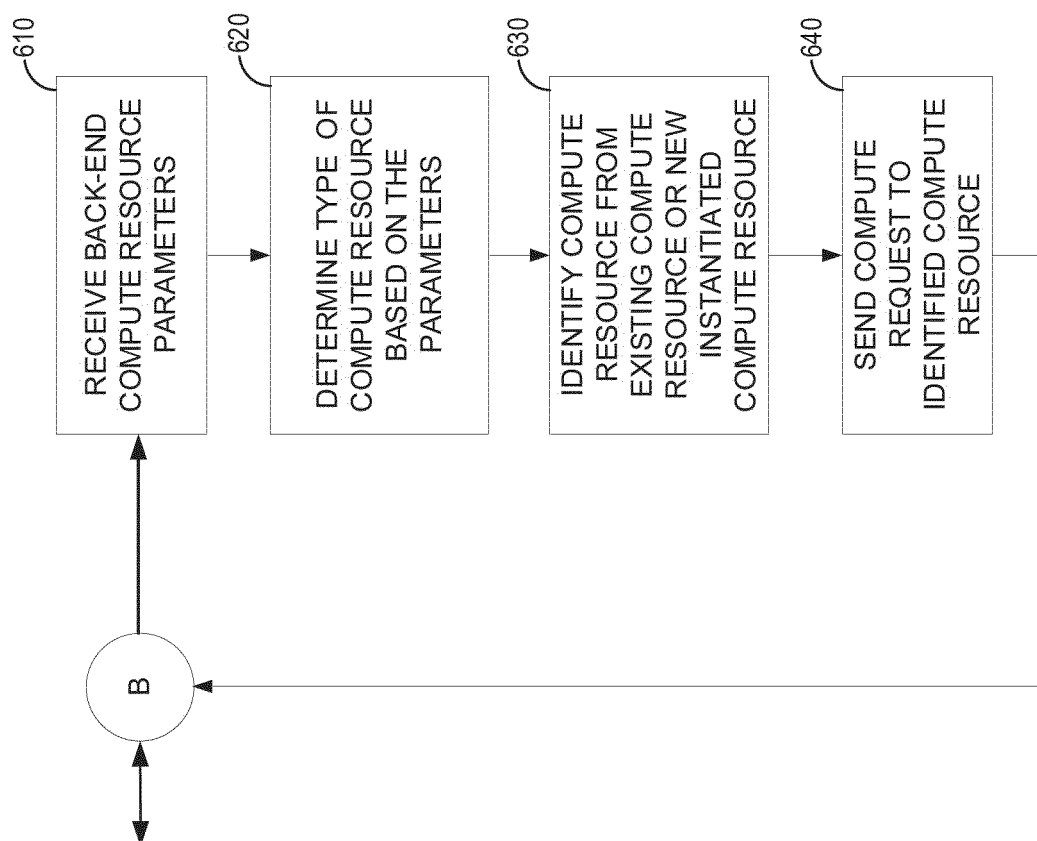 B
610
RECEIVE BACK-END
COMPUTE RESOURCE
PARAMETERS
620
DETERMINE TYPE OF
COMPUTE RESOURCE
BASED ON THE
PARAMETERS
630
IDENTIFY COMPUTE
RESOURCE FROM
EXISTING COMPUTE
RESOURCE OR NEW
INSTANTIATED
COMPUTE RESOURCE
640
SEND COMPUTE
REQUEST TO
IDENTIFIED COMPUTE
RESOURCE